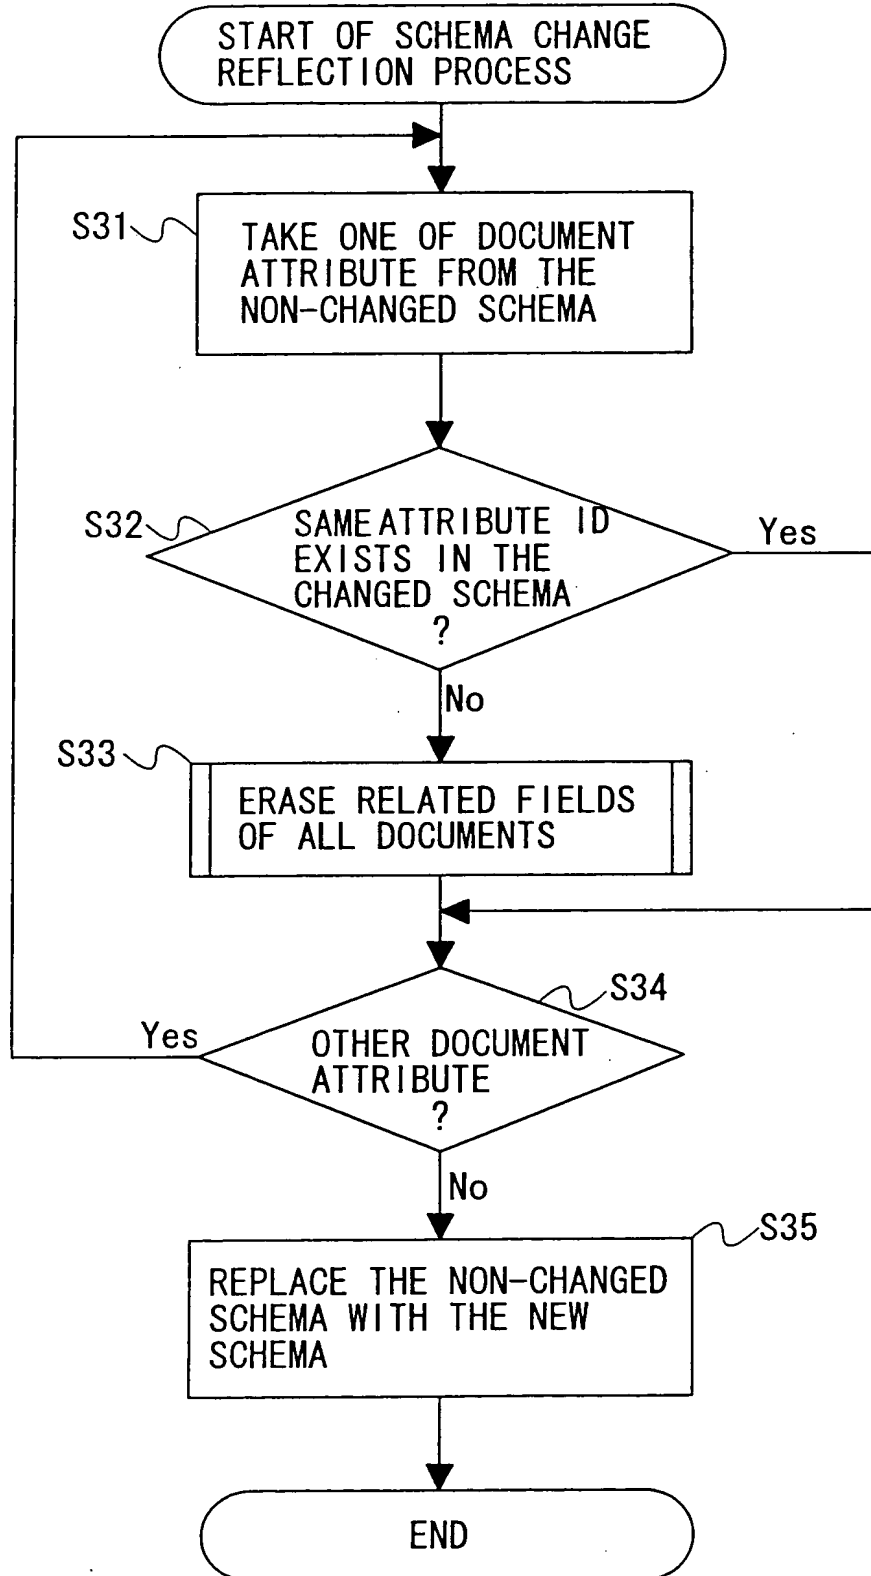 START OF SCHEMA CHANGE
REFLECTION PROCESS
S31
TAKE ONE OF DOCUMENT
ATTRIBUTE FROM THE
NON-CHANGED SCHEMA
S32
SAME ATTRIBUTE ID
EXISTS IN THE
CHANGED SCHEMA
?
Yes
No
S33
ERASE RELATED FIELDS
OF ALL DOCUMENTS
S34
Yes
OTHER DOCUMENT
ATTRIBUTE
?
No
S35
REPLACE THE NON-CHANGED
SCHEMA WITH THE NEW
SCHEMA
END